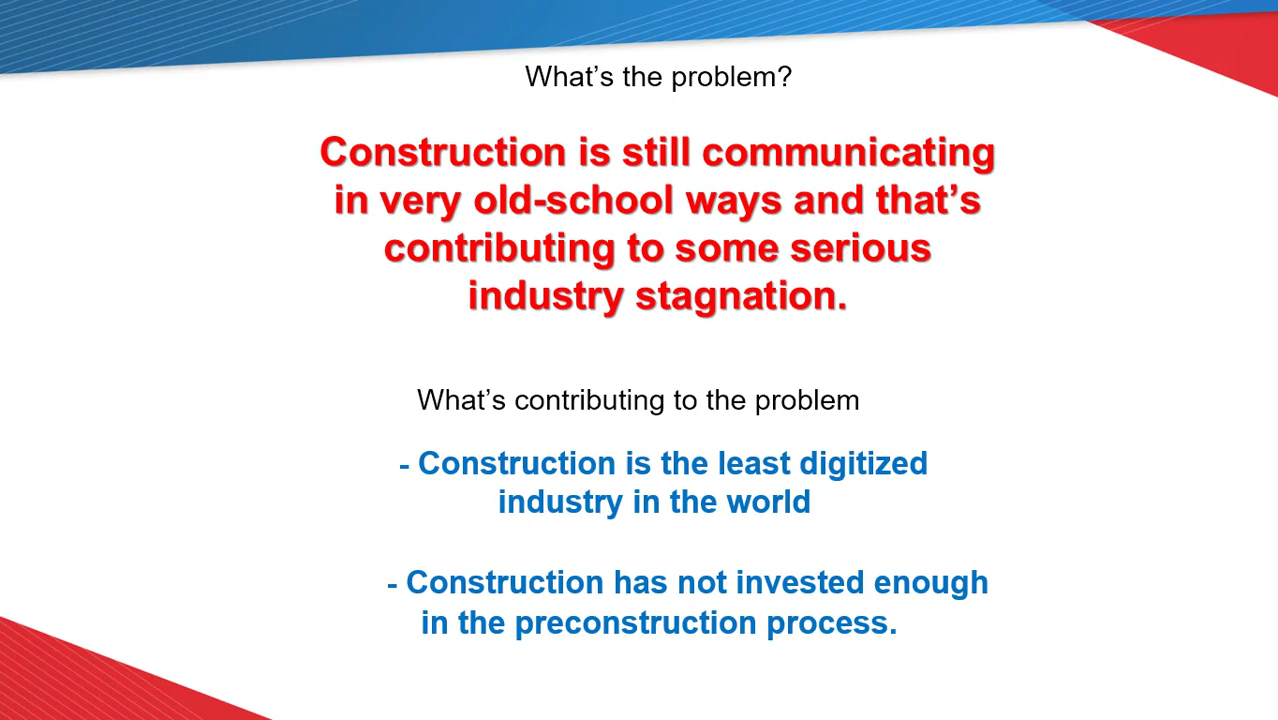 What’s the problem?
Construction is still communicating
in very old-school ways and that’s
contributing to some serious
industry stagnation.
What’s contributing to the problem
- Construction is the least digitized
industry in the world
- Construction has not invested enough
in the preconstruction process.